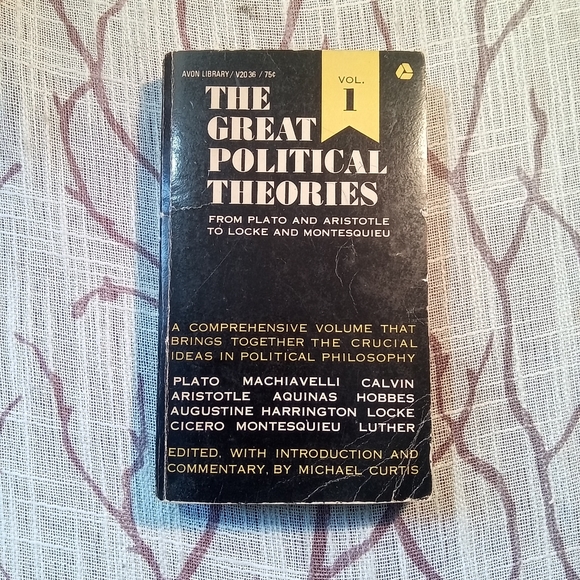 AVON LIBRARY / V2036 / 75¢
VOL.
1
THE
GREAT
POLITICAL
THEORIES
FROM PLATO AND ARISTOTLE
TO LOCKE AND MONTESQUIEU
A COMPREHENSIVE VOLUME THAT
BRINGS TOGETHER THE CRUCIAL
IDEAS IN POLITICAL PHILOSOPHY
PLATO MACHIAVELLI CALVIN
ARISTOTLE AQUINAS HOBBES
AUGUSTINE HARRINGTON LOCKE
CICERO MONTESQUIEU LUTHER
EDITED, WITH INTRODUCTION AND
COMMENTARY, BY MICHAEL CURTIS